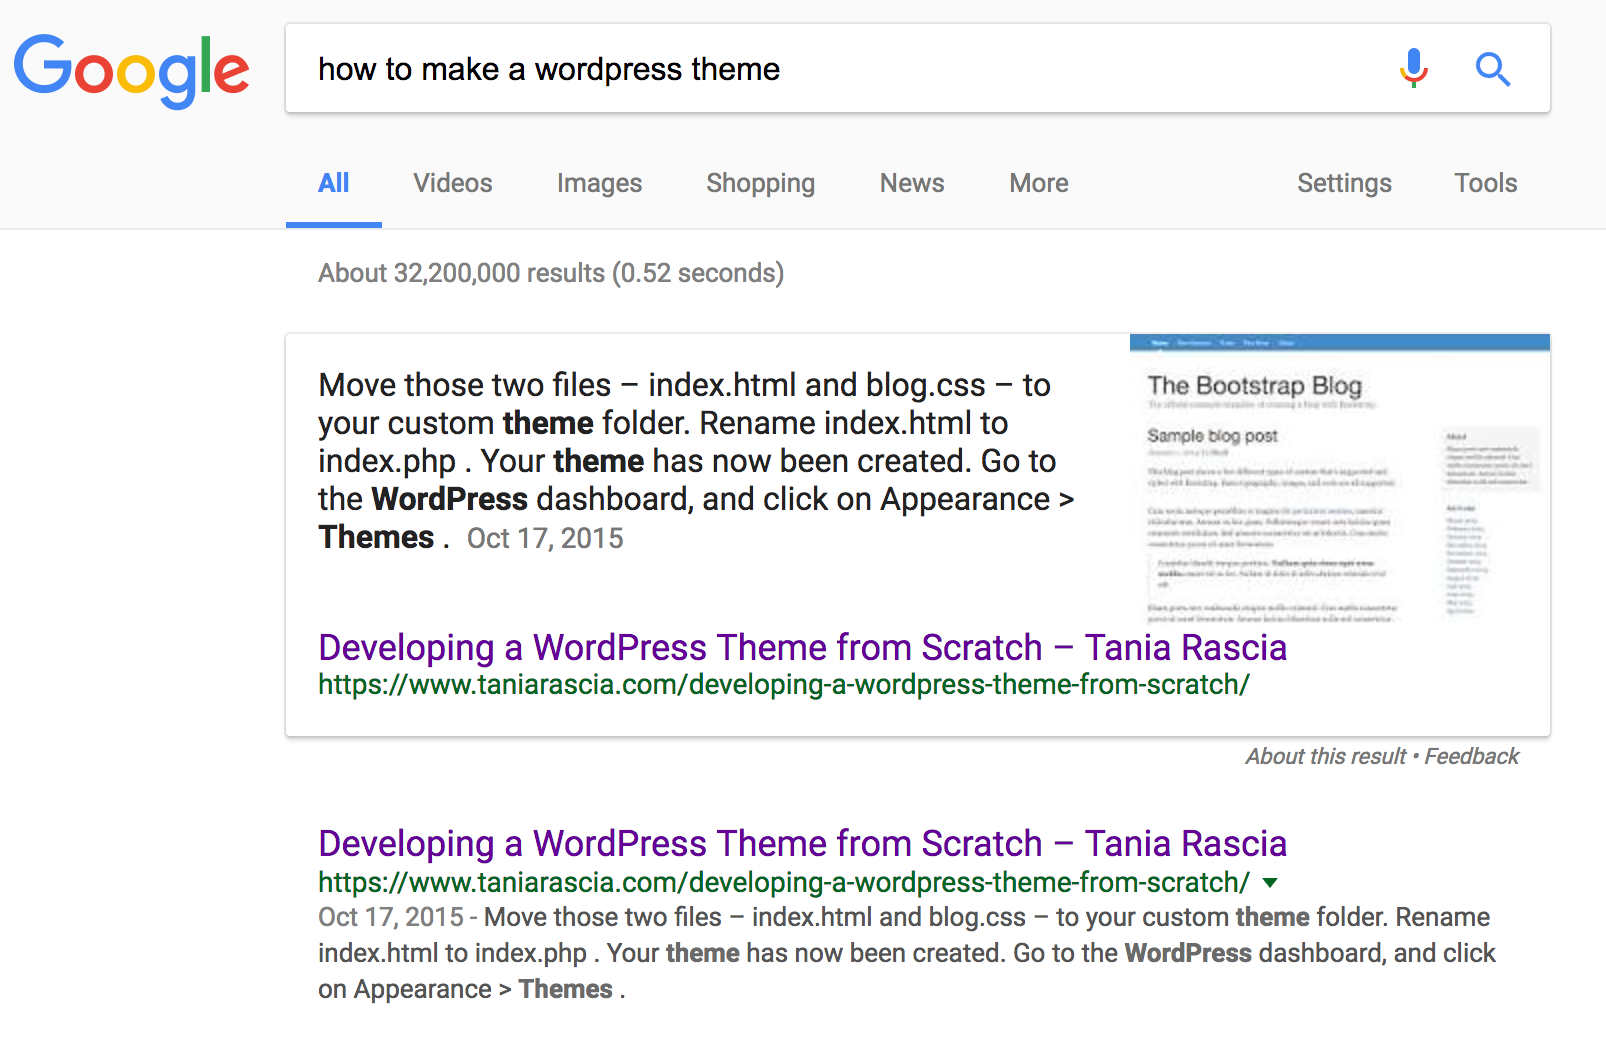 Google
how to make a wordpress theme
All Videos Images Shopping News More Settings Tools
About 32,200,000 results (0.52 seconds)
Move those two files – index.html and blog.css – to
your custom theme folder. Rename index.html to
index.php . Your theme has now been created. Go to
the WordPress dashboard, and click on Appearance >
Themes . Oct 17, 2015
The Bootstrap Blog
Sample blog post
Developing a WordPress Theme from Scratch – Tania Rascia
https://www.taniarascia.com/developing-a-wordpress-theme-from-scratch/
About this result • Feedback
Developing a WordPress Theme from Scratch – Tania Rascia
https://www.taniarascia.com/developing-a-wordpress-theme-from-scratch/
Oct 17, 2015 - Move those two files – index.html and blog.css – to your custom theme folder. Rename
index.html to index.php . Your theme has now been created. Go to the WordPress dashboard, and click
on Appearance > Themes .